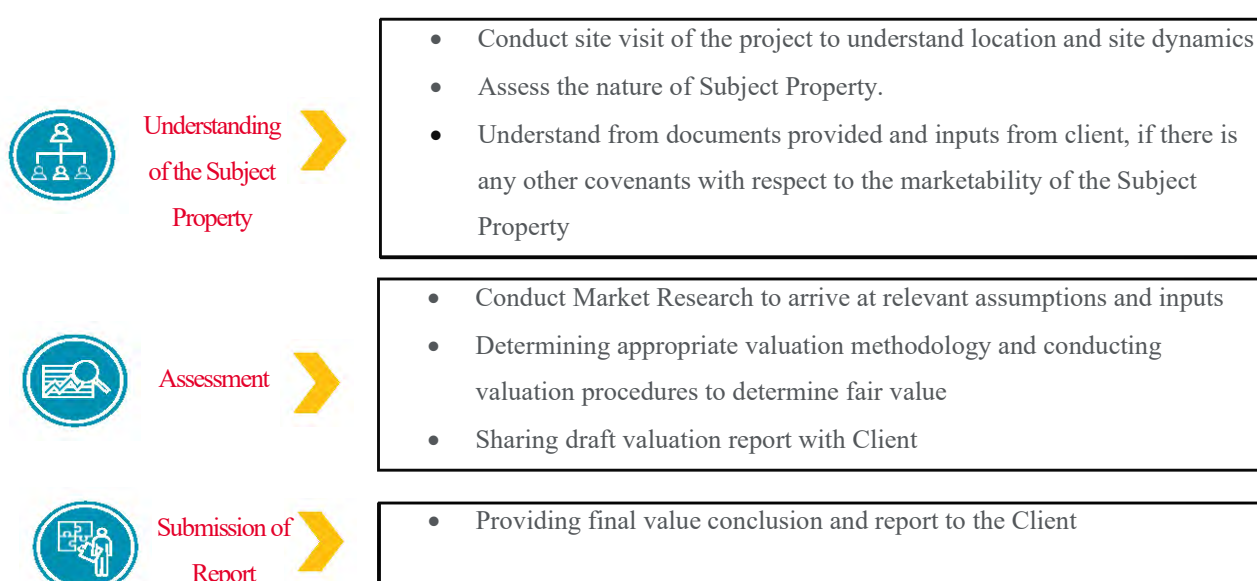 Understanding
of the Subject
Property
• Conduct site visit of the project to understand location and site dynamics
• Assess the nature of Subject Property.
• Understand from documents provided and inputs from client, if there is
any other covenants with respect to the marketability of the Subject
Property
Assessment
• Conduct Market Research to arrive at relevant assumptions and inputs
• Determining appropriate valuation methodology and conducting
valuation procedures to determine fair value
• Sharing draft valuation report with Client
Submission of
Report
• Providing final value conclusion and report to the Client